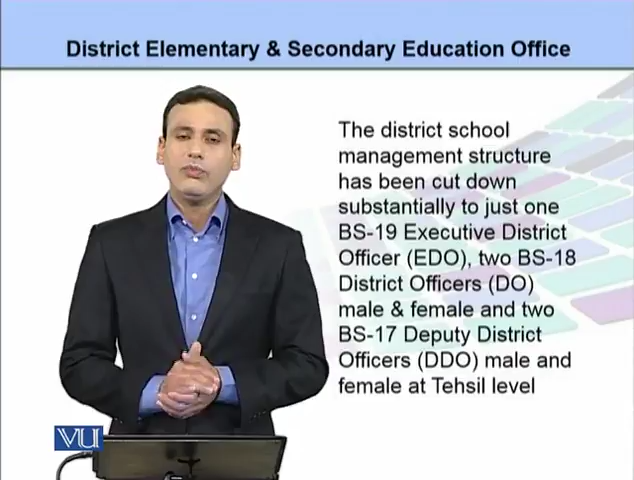 District Elementary & Secondary Education Office
The district school
management structure
has been cut down
substantially to just one
BS-19 Executive District
Officer (EDO), two BS-18
District Officers (DO)
male & female and two
BS-17 Deputy District
Officers (DDO) male and
female at Tehsil level
VU